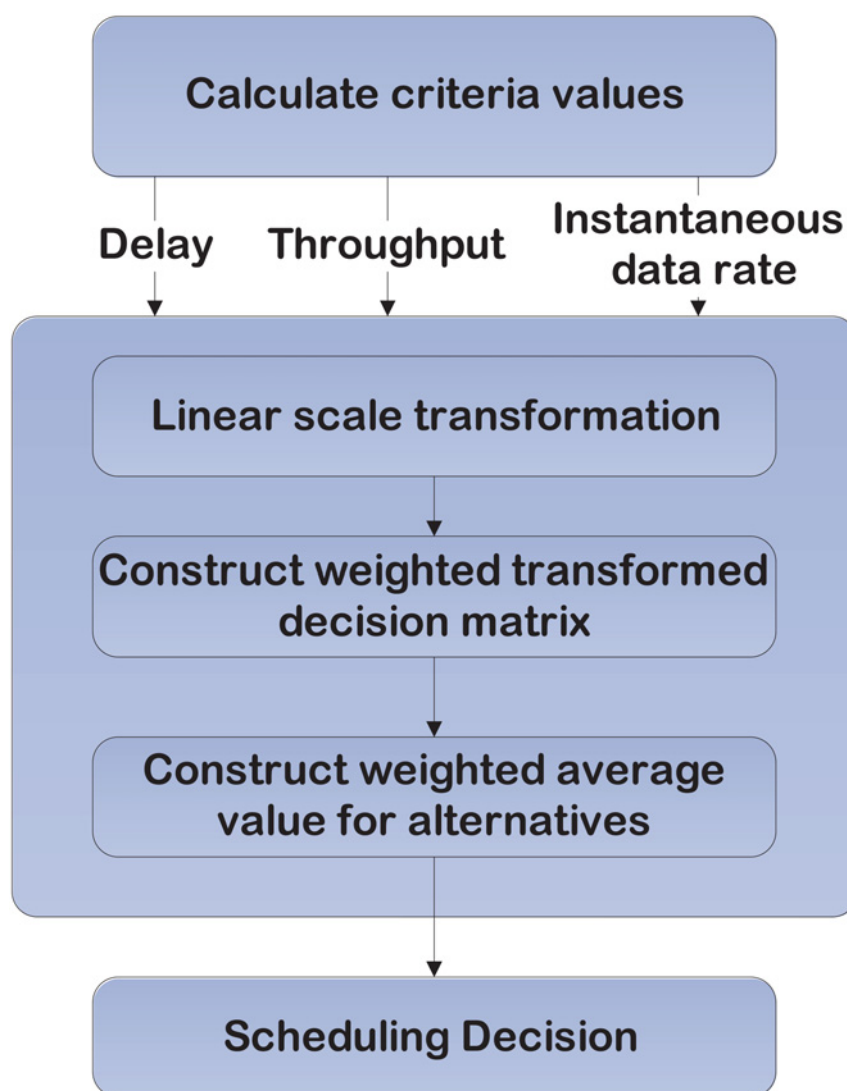 Calculate criteria values
Delay
Throughput
Instantaneous
data rate
Linear scale transformation
Construct weighted transformed
decision matrix
Construct weighted average
value for alternatives
Scheduling Decision